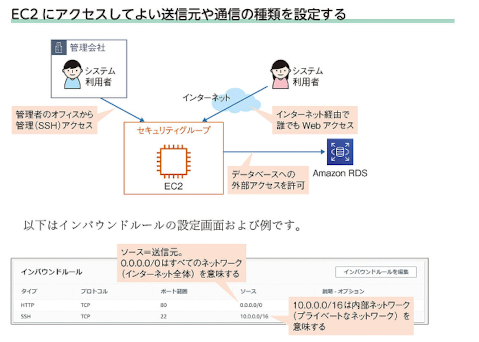 EC2 にアクセスしてよい送信元や通信の種類を設定する
管理会社
システム
利用者
システム
利用者
インターネット
管理者のオフィスから
管理(SSH)アクセス
インターネット経由で
誰でも Web アクセス
セキュリティグループ
EC2
データベースへの
外部アクセスを許可
Amazon RDS
以下はインバウンドルールの設定画面および例です。
ソース=送信元。
0.0.0.0/0はすべてのネットワーク
(インターネット全体)を意味する
インバウンドルール
インバウンドルールを編集
タイプ プロトコル ポート範囲 ソース 説明 - オプション
HTTP TCP 80 0.0.0.0/0
SSH TCP 22 10.0.0.0/16
10.0.0.0/16は内部ネットワーク
(プライベートなネットワーク)を
意味する